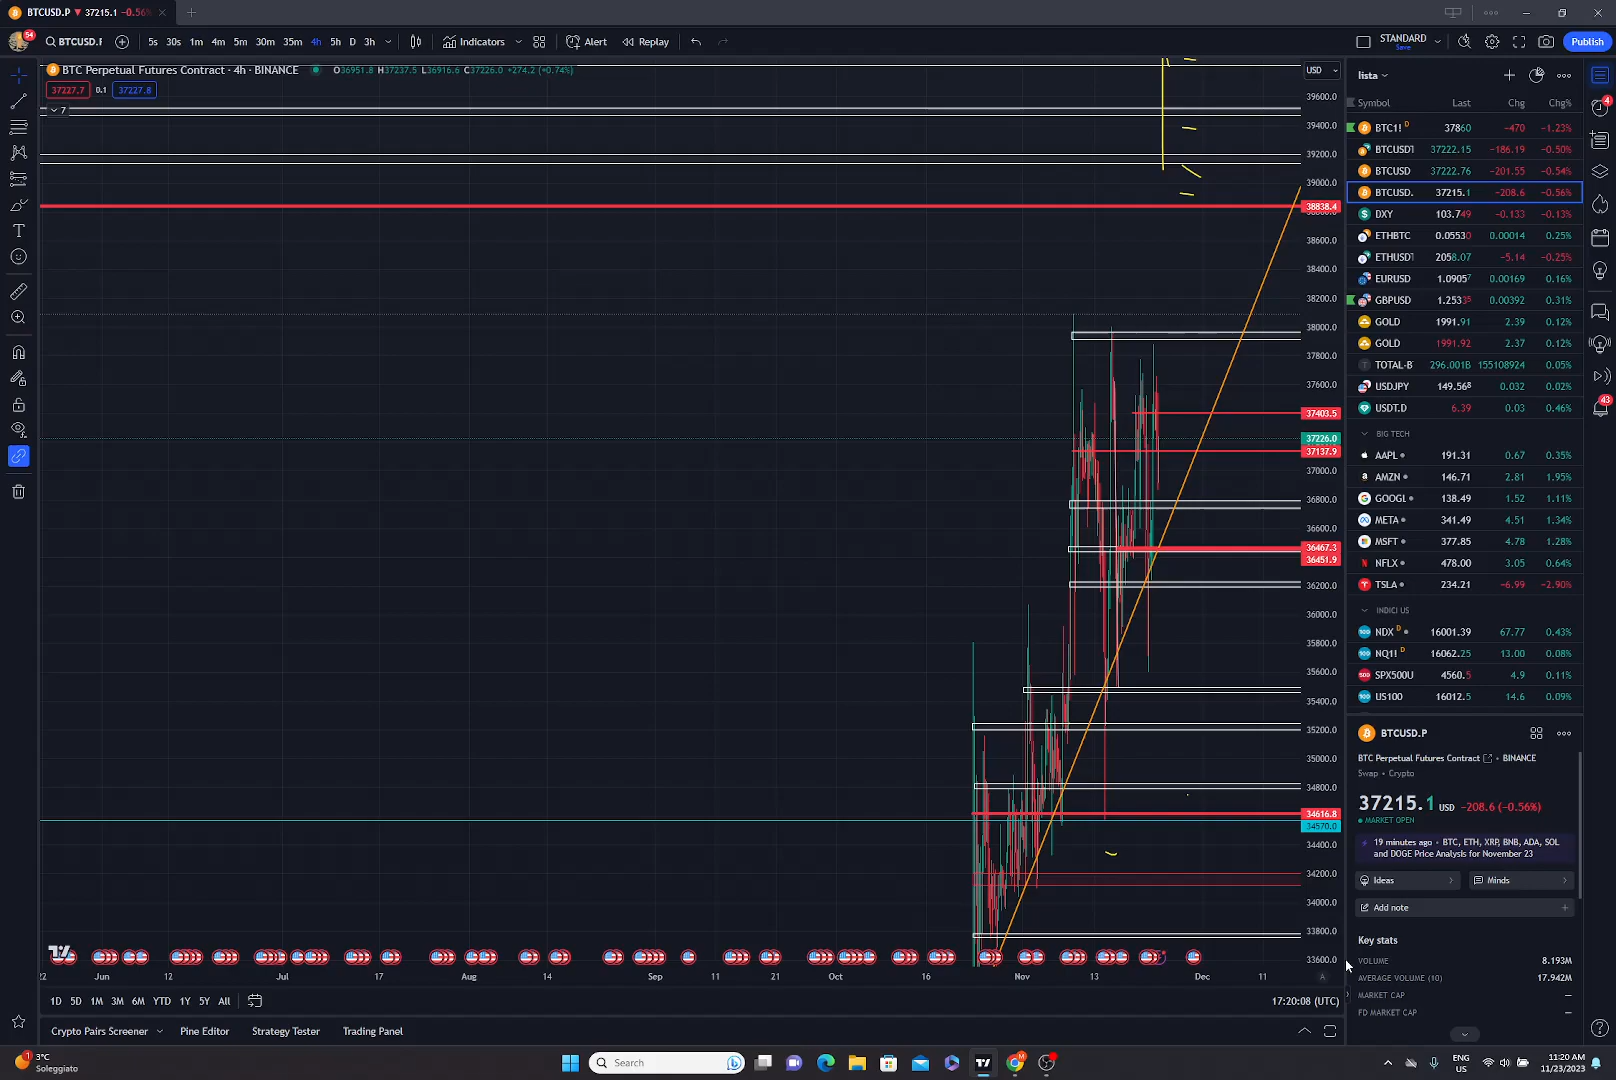 BTCUSD.P ▼ 37215.1 −0.56%
54
BTCUSD.P 5s 30s 1m 4m 5m 30m 35m 4h 5h D 3h Indicators Alert Replay STANDARD Save Publish
BTC Perpetual Futures Contract · 4h · BINANCE O36951.8 H37237.5 L36916.6 C37226.0 +274.2 (+0.74%) USD
37227.7 0.1 37227.8
7
39600.0
39400.0
39200.0
39000.0
38838.4
38600.0
38400.0
38200.0
38000.0
37800.0
37600.0
37403.5
37226.0
37137.9
37000.0
36800.0
36600.0
36467.3
36451.9
36200.0
36000.0
35800.0
35600.0
35400.0
35200.0
35000.0
34800.0
34616.8
34570.0
34400.0
34200.0
34000.0
33800.0
33600.0
22 Jun 12 Jul 17 Aug 14 Sep 11 21 Oct 16 Nov 13 Dec 11 A
1D 5D 1M 3M 6M YTD 1Y 5Y All 17:20:08 (UTC)
Crypto Pairs Screener Pine Editor Strategy Tester Trading Panel
lista
Symbol Last Chg Chg%
BTC1! D 37860 −470 −1.23%
BTCUSDT 37222.15 −186.19 −0.50%
BTCUSD 37222.76 −201.55 −0.54%
BTCUSD. 37215.1 −208.6 −0.56%
DXY 103.749 −0.133 −0.13%
ETHBTC 0.05530 0.00014 0.25%
ETHUSDT 2058.07 −5.14 −0.25%
EURUSD 1.09057 0.00169 0.16%
GBPUSD 1.25335 0.00392 0.31%
GOLD 1991.91 2.39 0.12%
GOLD 1991.92 2.37 0.12%
TOTAL-B 296.001B 155108924 0.05%
USDJPY 149.568 0.032 0.02%
USDT.D 6.39 0.03 0.46%
BIG TECH
AAPL 191.31 0.67 0.35%
AMZN 146.71 2.81 1.95%
GOOGL 138.49 1.52 1.11%
META 341.49 4.51 1.34%
MSFT 377.85 4.78 1.28%
NFLX 478.00 3.05 0.64%
TSLA 234.21 −6.99 −2.90%
INDICI US
NDX D 16001.39 67.77 0.43%
NQ1! D 16062.25 13.00 0.08%
SPX500U 4560.5 4.9 0.11%
US100 16012.5 14.6 0.09%
BTCUSD.P
BTC Perpetual Futures Contract • BINANCE
Swap • Crypto
37215.1 USD −208.6 (−0.56%)
MARKET OPEN
19 minutes ago • BTC, ETH, XRP, BNB, ADA, SOL
and DOGE Price Analysis for November 23
Ideas Minds
Add note
Key stats
VOLUME 8.193M
AVERAGE VOLUME (10) 17.942M
MARKET CAP —
FD MARKET CAP —
4
43
1 3°C
Soleggiato
Search
ENG
US
11:20 AM
11/23/2023